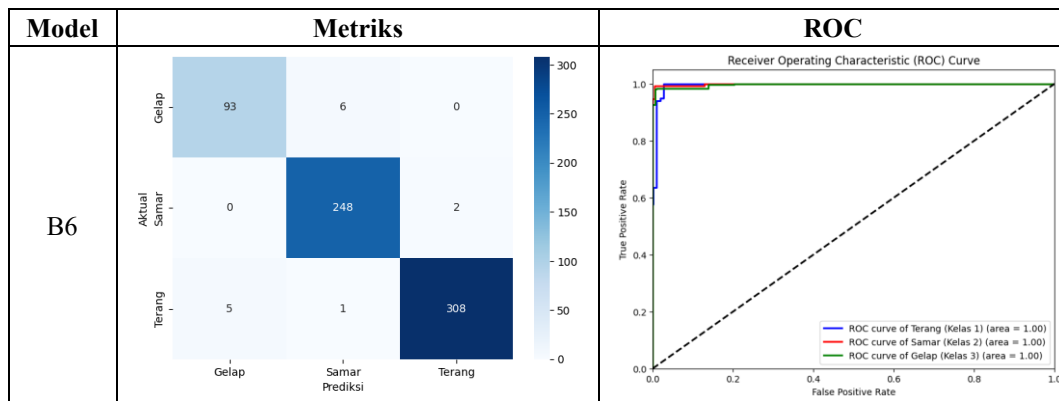 Model
Metriks
ROC
B6
Aktual
Gelap
Samar
Terang
93
6
0
0
248
2
5
1
308
Gelap
Samar
Terang
Prediksi
300
250
200
150
100
50
0
Receiver Operating Characteristic (ROC) Curve
True Positive Rate
1.0
0.8
0.6
0.4
0.2
0.0
ROC curve of Terang (Kelas 1) (area = 1.00)
ROC curve of Samar (Kelas 2) (area = 1.00)
ROC curve of Gelap (Kelas 3) (area = 1.00)
0.0
0.2
0.4
0.6
0.8
1.0
False Positive Rate